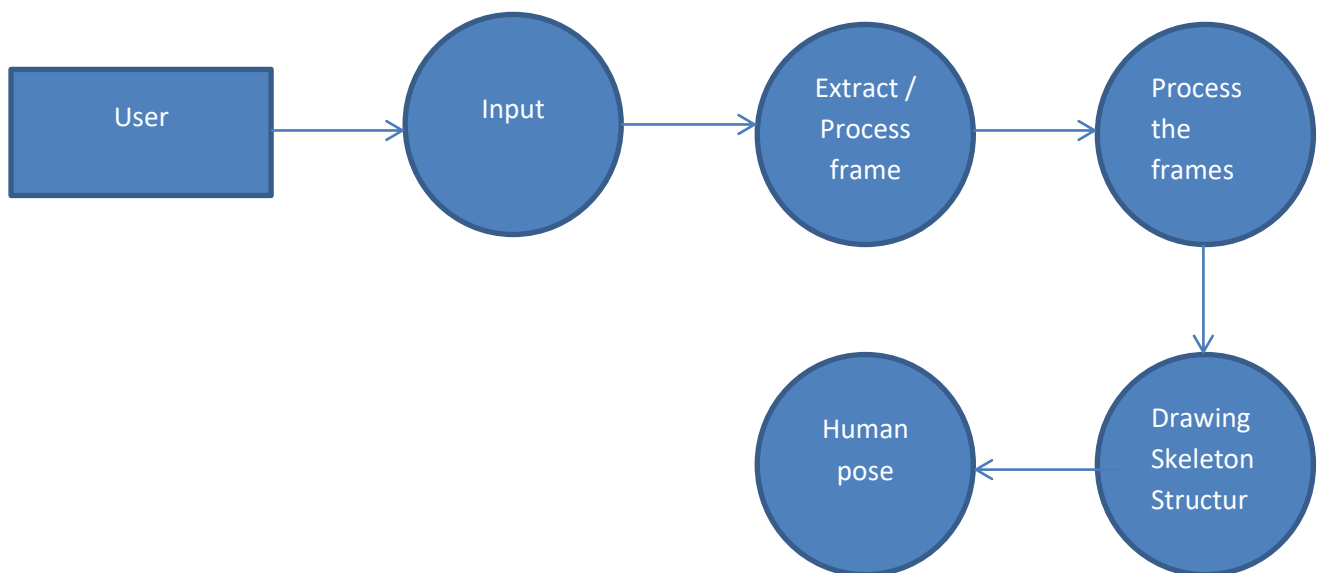 User
Input
Extract /
Process
frame
Process
the
frames
Drawing
Skeleton
Structur
Human
pose